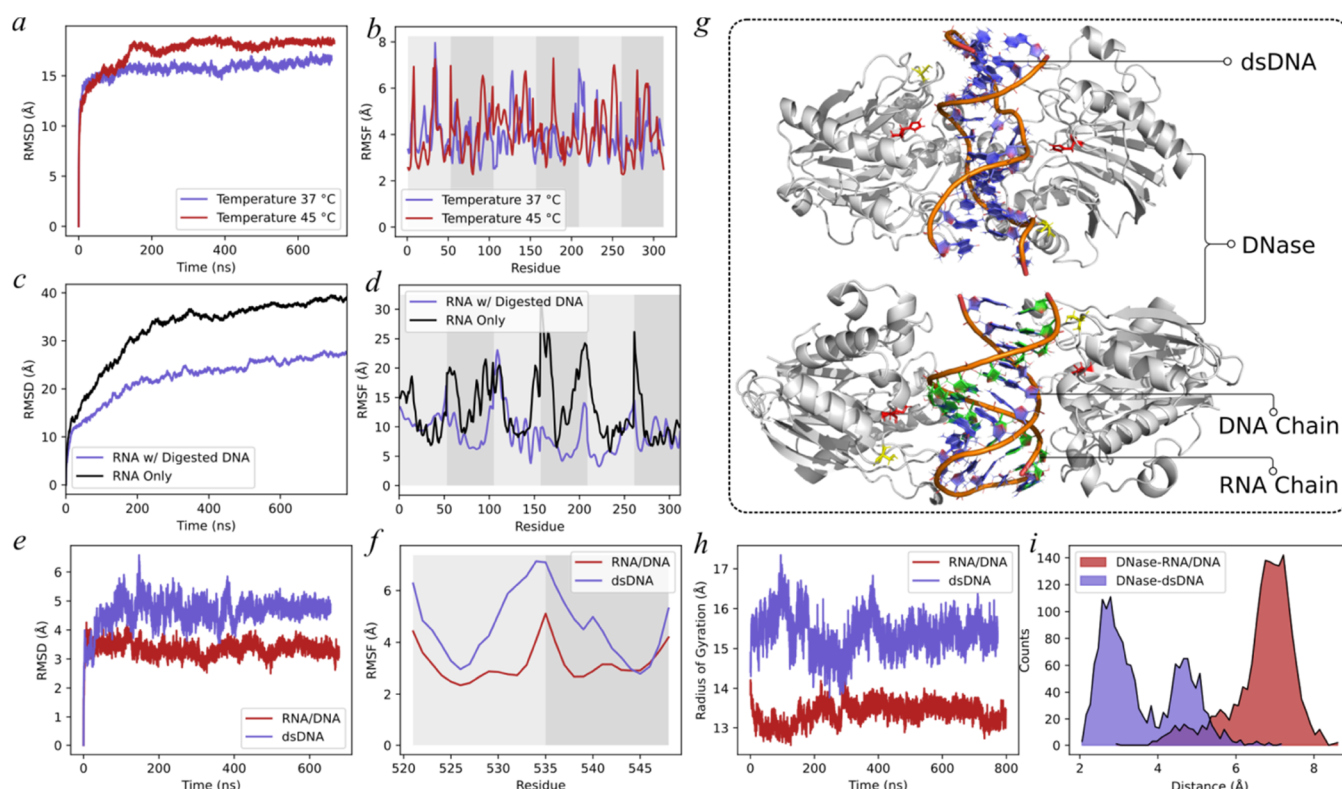 a
RMSD (Å)
15
10
5
0
Temperature 37 °C
Temperature 45 °C
0 200 400 600
Time (ns)
b
RMSF (Å)
8
6
4
2
0
Temperature 37 °C
Temperature 45 °C
0 50 100 150 200 250 300
Residue
c
RMSD (Å)
40
30
20
10
0
RNA w/ Digested DNA
RNA Only
0 200 400 600
Time (ns)
d
RMSF (Å)
30
25
20
15
10
5
0
RNA w/ Digested DNA
RNA Only
0 50 100 150 200 250 300
Residue
g
dsDNA
DNase
DNA Chain
RNA Chain
e
RMSD (Å)
6
5
4
3
2
1
0
RNA/DNA
dsDNA
0 200 400 600
Time (ns)
f
RMSF (Å)
6
4
2
0
RNA/DNA
dsDNA
520 525 530 535 540 545
Residue
h
Radius of Gyration (Å)
17
16
15
14
13
RNA/DNA
dsDNA
0 200 400 600 800
Time (ns)
i
Counts
140
120
100
80
60
40
20
0
DNase-RNA/DNA
DNase-dsDNA
2 4 6 8
Distance (Å)